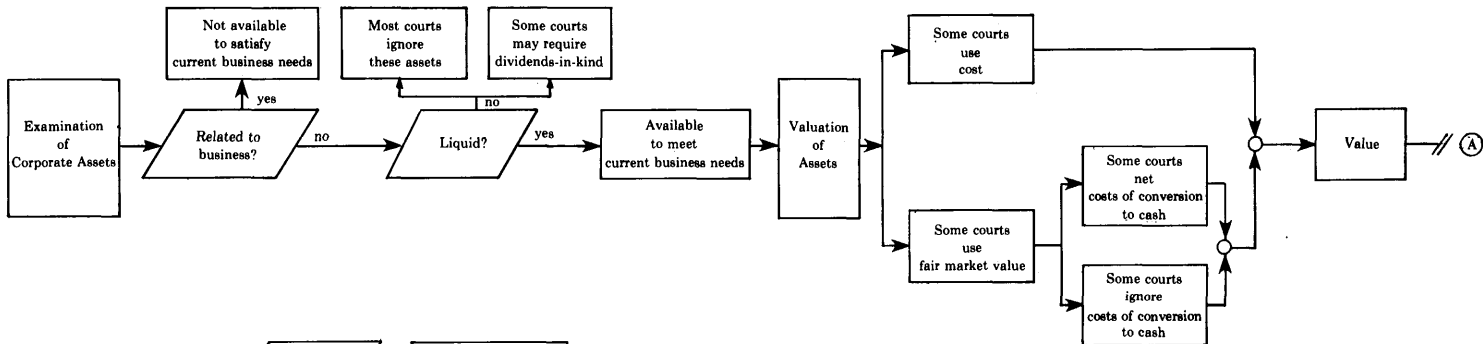 Examination
of
Corporate Assets
Not available
to satisfy
current business needs
yes
Related to
business?
no
Most courts
ignore
these assets
Some courts
may require
dividends-in-kind
no
Liquid?
yes
Available
to meet
current business needs
Valuation
of
Assets
Some courts
use
cost
Some courts
use
fair market value
Some courts
net
costs of conversion
to cash
Some courts
ignore
costs of conversion
to cash
Value
A